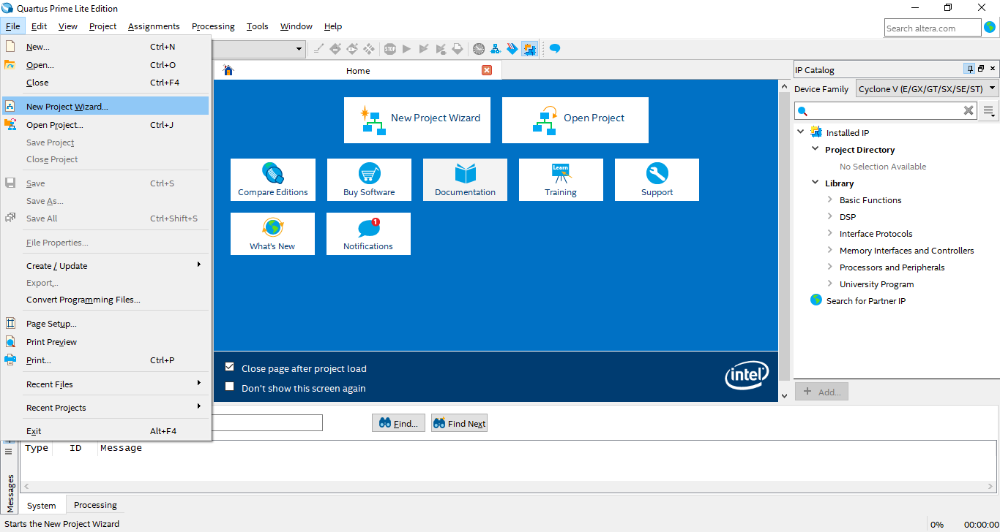 Quartus Prime Lite Edition
File Edit View Project Assignments Processing Tools Window Help
Search altera.com
New... Ctrl+N
Open... Ctrl+O
Close Ctrl+F4
New Project Wizard...
Open Project... Ctrl+J
Save Project
Close Project
Save Ctrl+S
Save As...
Save All Ctrl+Shift+S
File Properties...
Create / Update
Export...
Convert Programming Files...
Page Setup...
Print Preview
Print... Ctrl+P
Recent Files
Recent Projects
Exit Alt+F4
STOP
Home
New Project Wizard
Open Project
Compare Editions
Buy Software
Documentation
Learn
Training
Support
What's New
1
Notifications
Close page after project load
Don't show this screen again
intel
IP Catalog
Device Family Cyclone V (E/GX/GT/SX/SE/ST)
Installed IP
Project Directory
No Selection Available
Library
Basic Functions
DSP
Interface Protocols
Memory Interfaces and Controllers
Processors and Peripherals
University Program
Search for Partner IP
+ Add...
Find... Find Next
Type ID Message
Messages
System Processing
Starts the New Project Wizard
0% 00:00:00